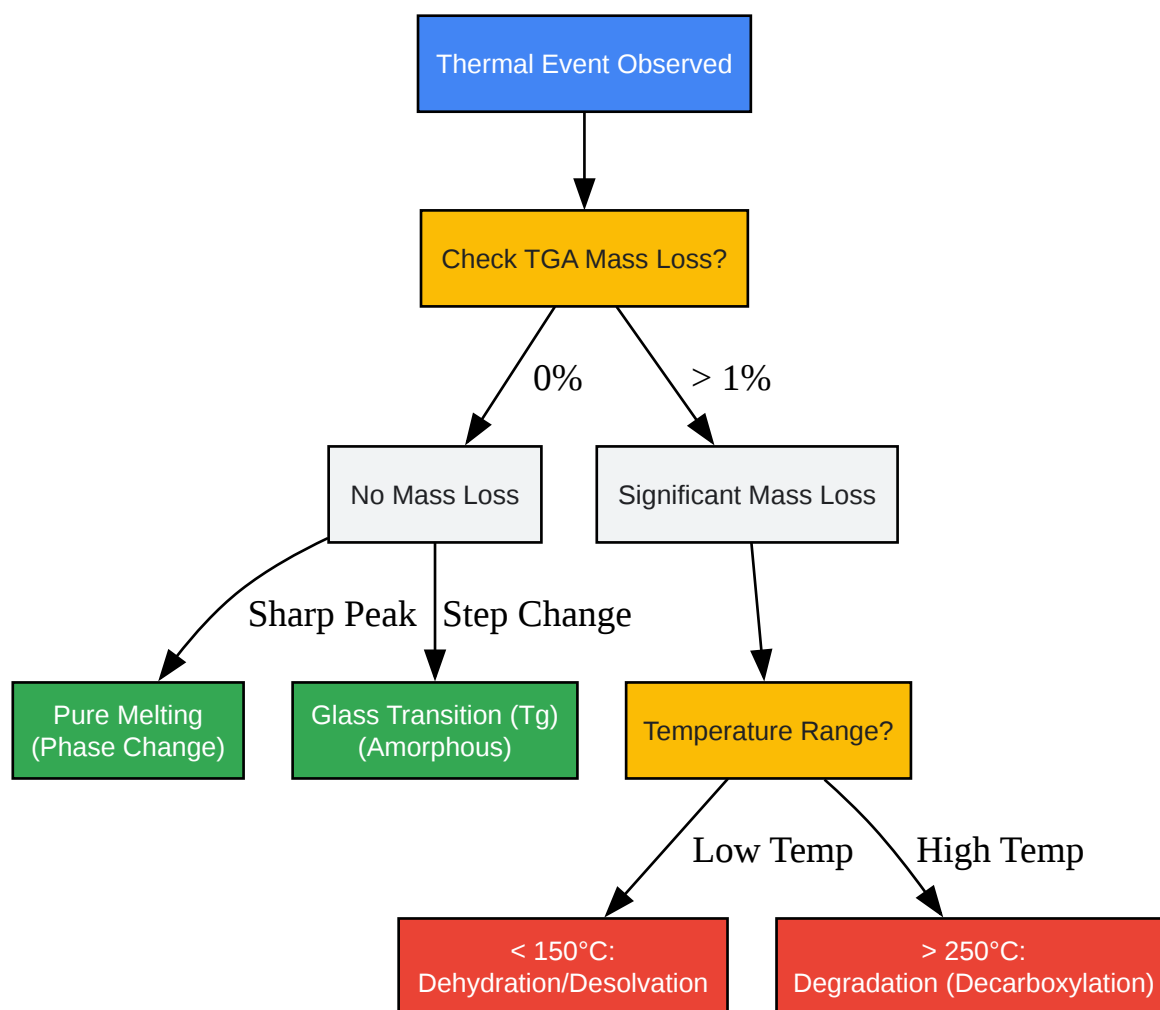 Thermal Event Observed
Check TGA Mass Loss?
0%
> 1%
No Mass Loss
Significant Mass Loss
Sharp Peak
Step Change
Pure Melting
(Phase Change)
Glass Transition (Tg)
(Amorphous)
Temperature Range?
Low Temp
High Temp
< 150°C:
Dehydration/Desolvation
> 250°C:
Degradation (Decarboxylation)